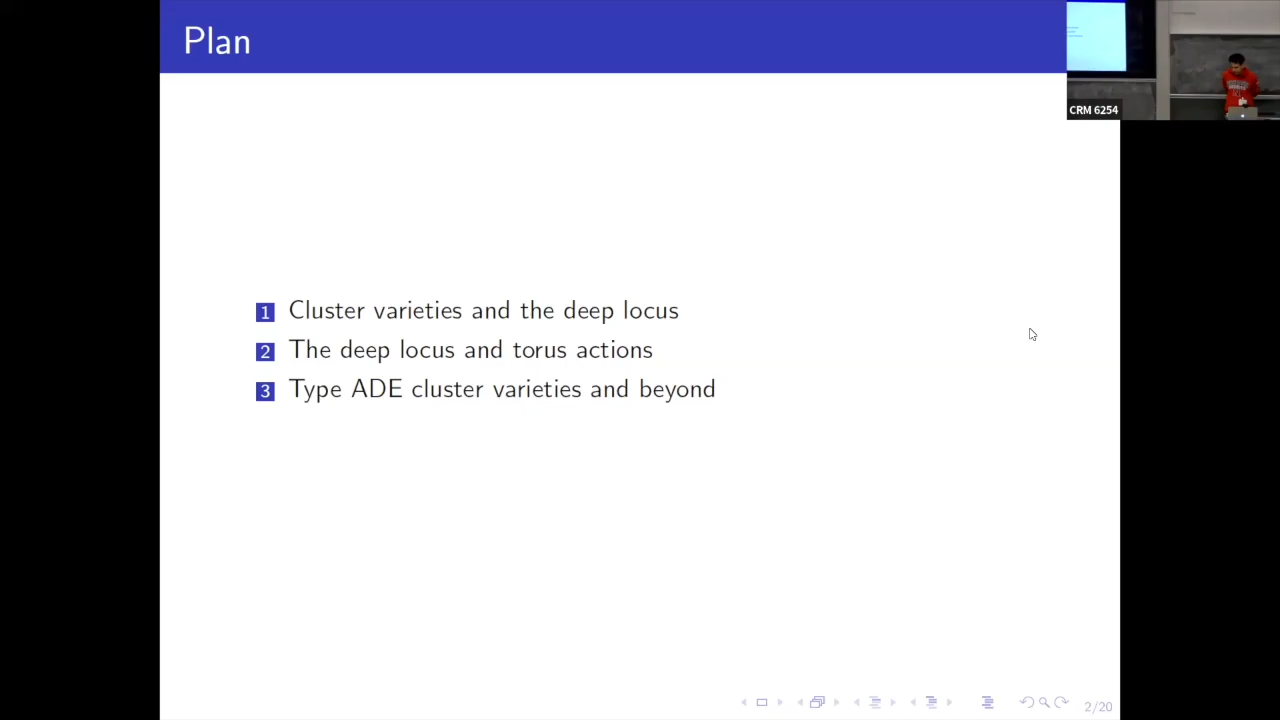 Plan
CRM 6254
1 Cluster varieties and the deep locus
2 The deep locus and torus actions
3 Type ADE cluster varieties and beyond
2/20